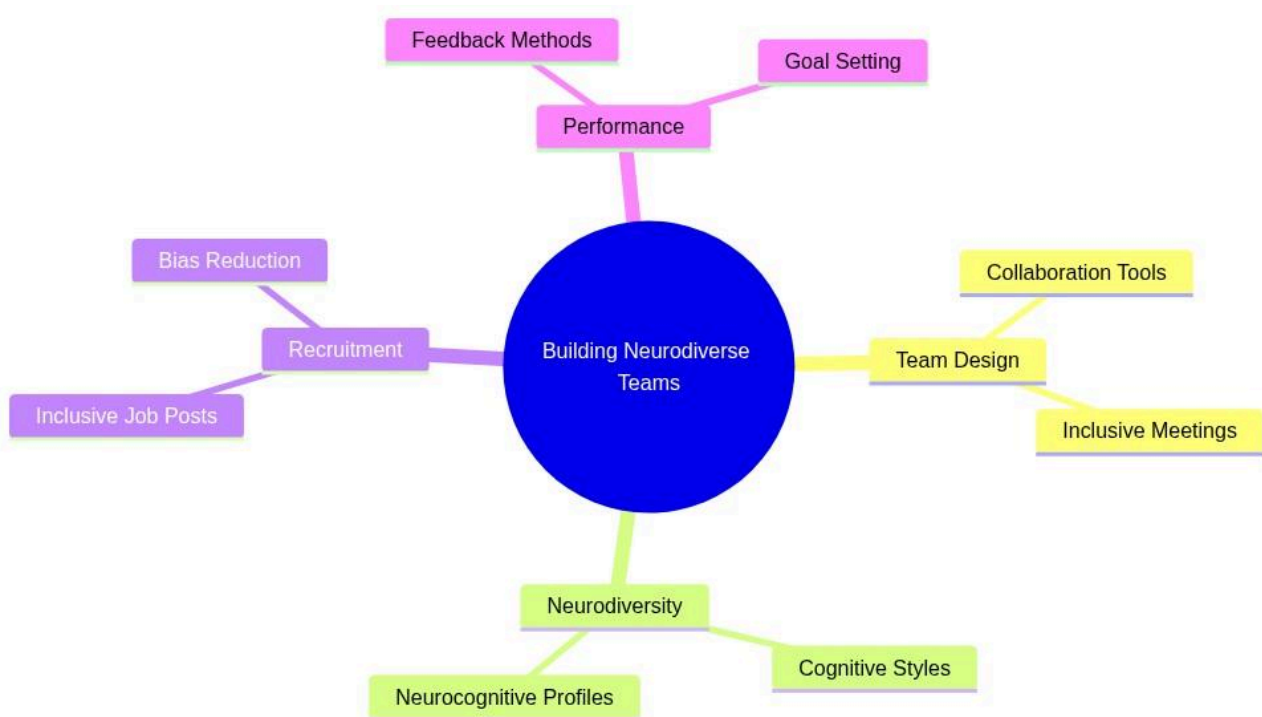 Feedback Methods
Goal Setting
Performance
Bias Reduction
Collaboration Tools
Recruitment
Building Neurodiverse
Teams
Team Design
Inclusive Job Posts
Inclusive Meetings
Neurodiversity
Cognitive Styles
Neurocognitive Profiles